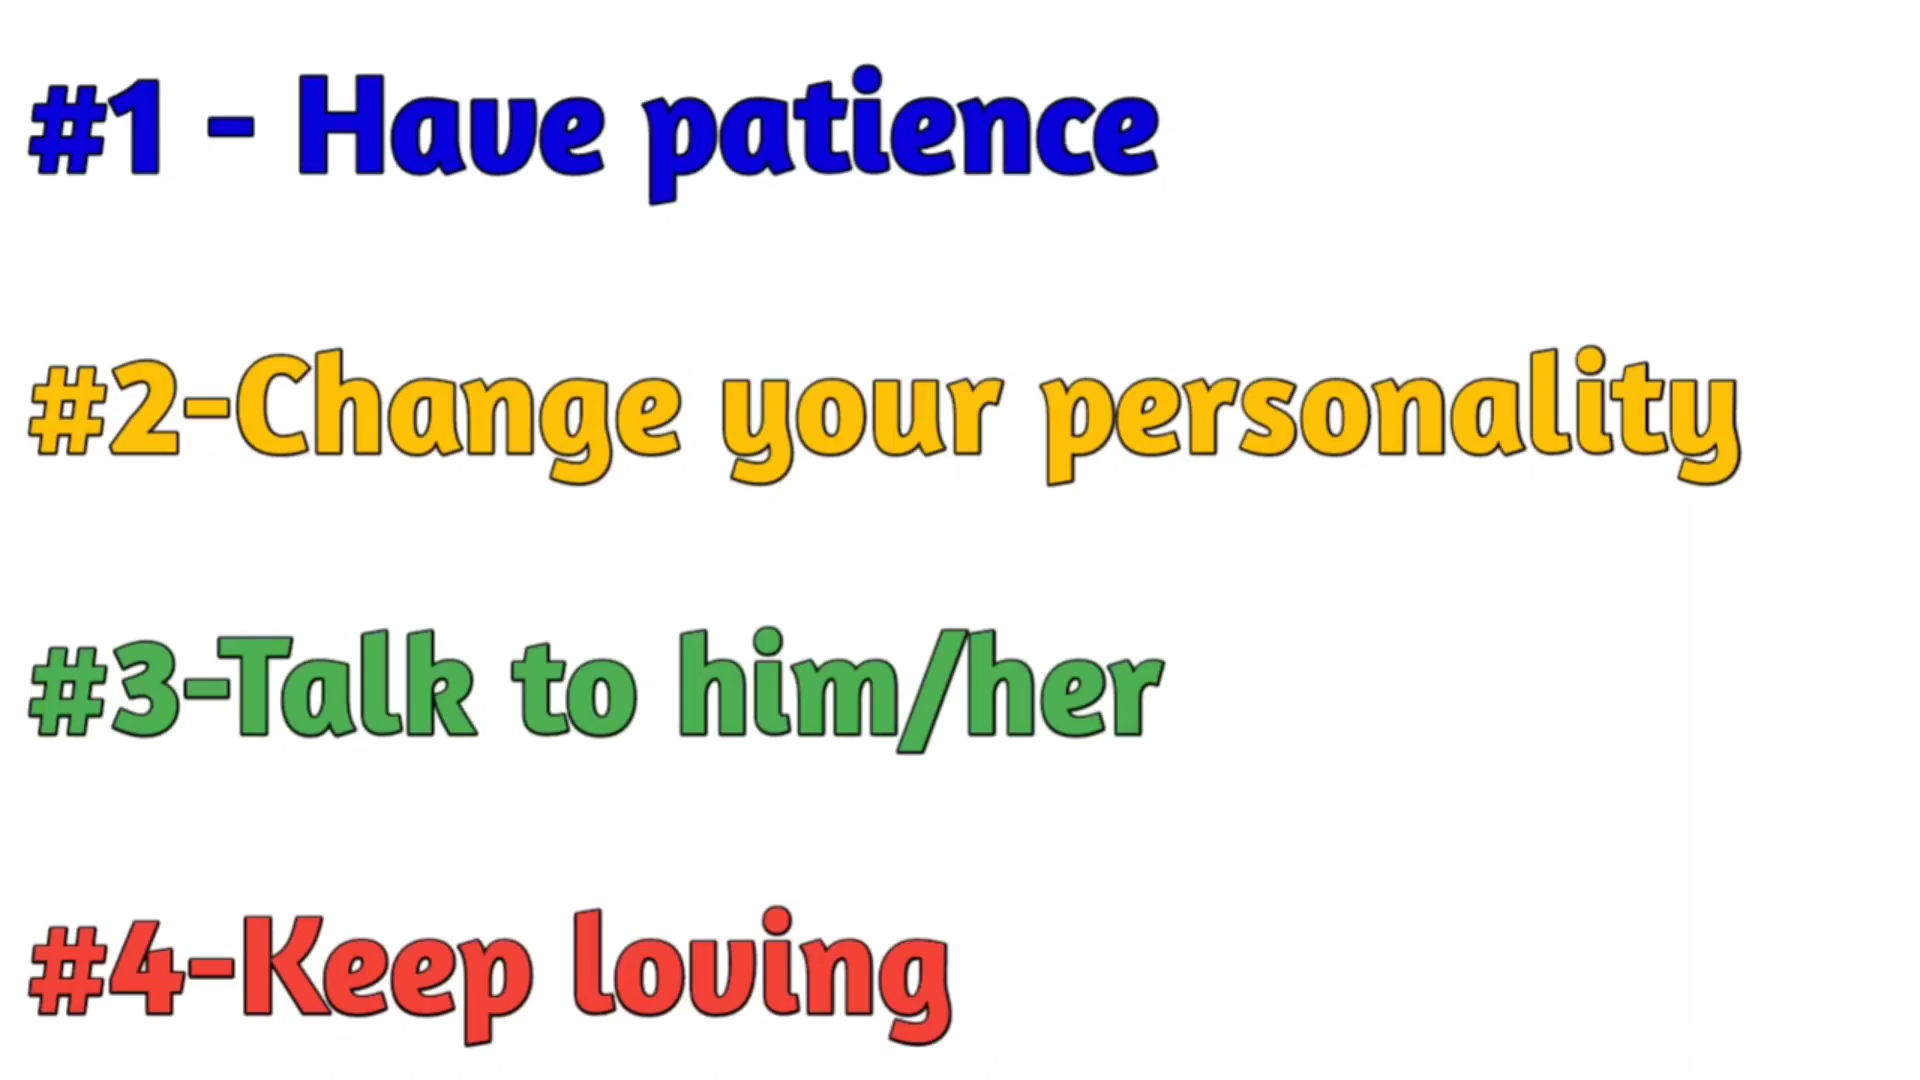 #1 - Have patience
#2-Change your personality
#3-Talk to him/her
#4-Keep loving